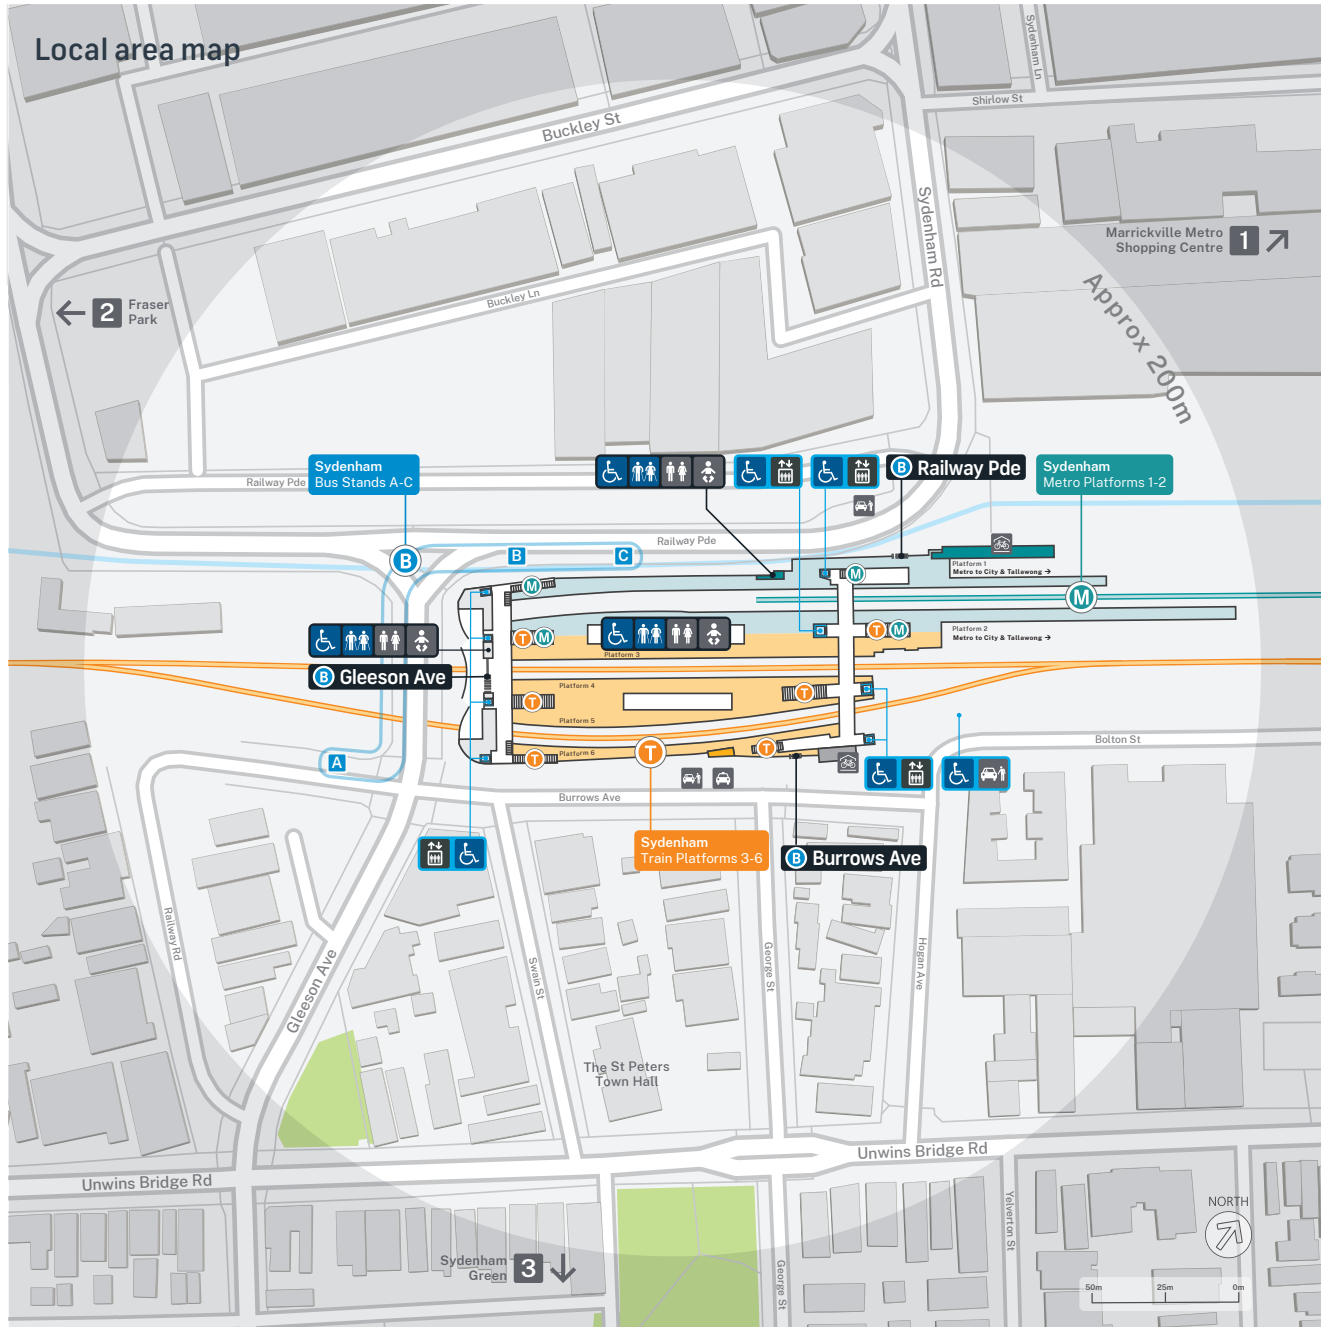 Local area map
Sydenham Ln
Shirlow St
Buckley St
Sydenham Rd
Marrickville Metro
Shopping Centre
1
2
Fraser
Park
Buckley Ln
Approx 200m
Railway Pde
Sydenham
Bus Stands A-C
B
Railway Pde
Sydenham
Metro Platforms 1-2
Railway Pde
B
B
C
M
M
Platform 1
Metro to City & Tallawong →
M
T
M
T
M
Platform 2
Metro to City & Tallawong →
Platform 3
B
Gleeson Ave
Platform 4
T
T
Platform 5
Platform 6
T
T
T
A
Bolton St
Burrows Ave
Sydenham
Train Platforms 3-6
B
Burrows Ave
Railway Rd
Gleeson Ave
Swain St
George St
Hogan Ave
The St Peters
Town Hall
Unwins Bridge Rd
Unwins Bridge Rd
Yelverton St
George St
Sydenham
Green
3
NORTH
50m
25m
0m